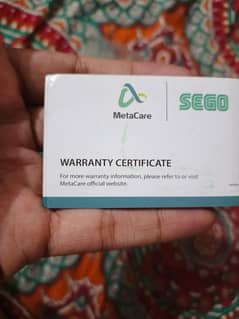 MetaCare
SEGO
WARRANTY CERTIFICATE
For more warranty information, please refer to or visit
MetaCare official website.